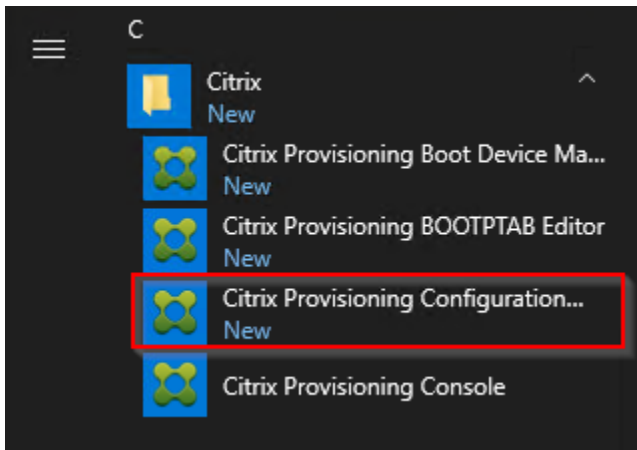 C
Citrix
New
Citrix Provisioning Boot Device Ma...
New
Citrix Provisioning BOOTPTAB Editor
New
Citrix Provisioning Configuration...
New
Citrix Provisioning Console